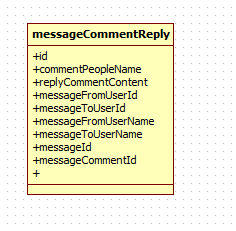 messageCommentReply
+id
+commentPeopleName
+replyCommentContent
+messageFromUserId
+messageToUserId
+messageFromUserName
+messageToUserName
+messageId
+messageCommentId
+